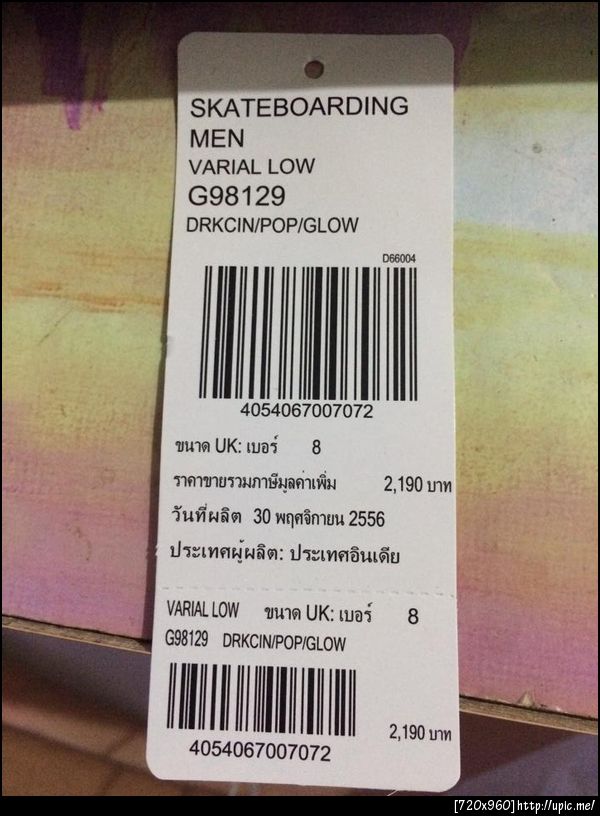 SKATEBOARDING
MEN
VARIAL LOW
G98129
DRKCIN/POP/GLOW
D66004
4054067007072
ขนาด UK: เบอร์ 8
ราคาขายรวมภาษีมูลค่าเพิ่ม 2,190 บาท
วันที่ผลิต 30 พฤศจิกายน 2556
ประเทศผู้ผลิต: ประเทศอินเดีย
VARIAL LOW ขนาด UK: เบอร์ 8
G98129 DRKCIN/POP/GLOW
2,190 บาท
4054067007072
[720x960]http://upic.me/